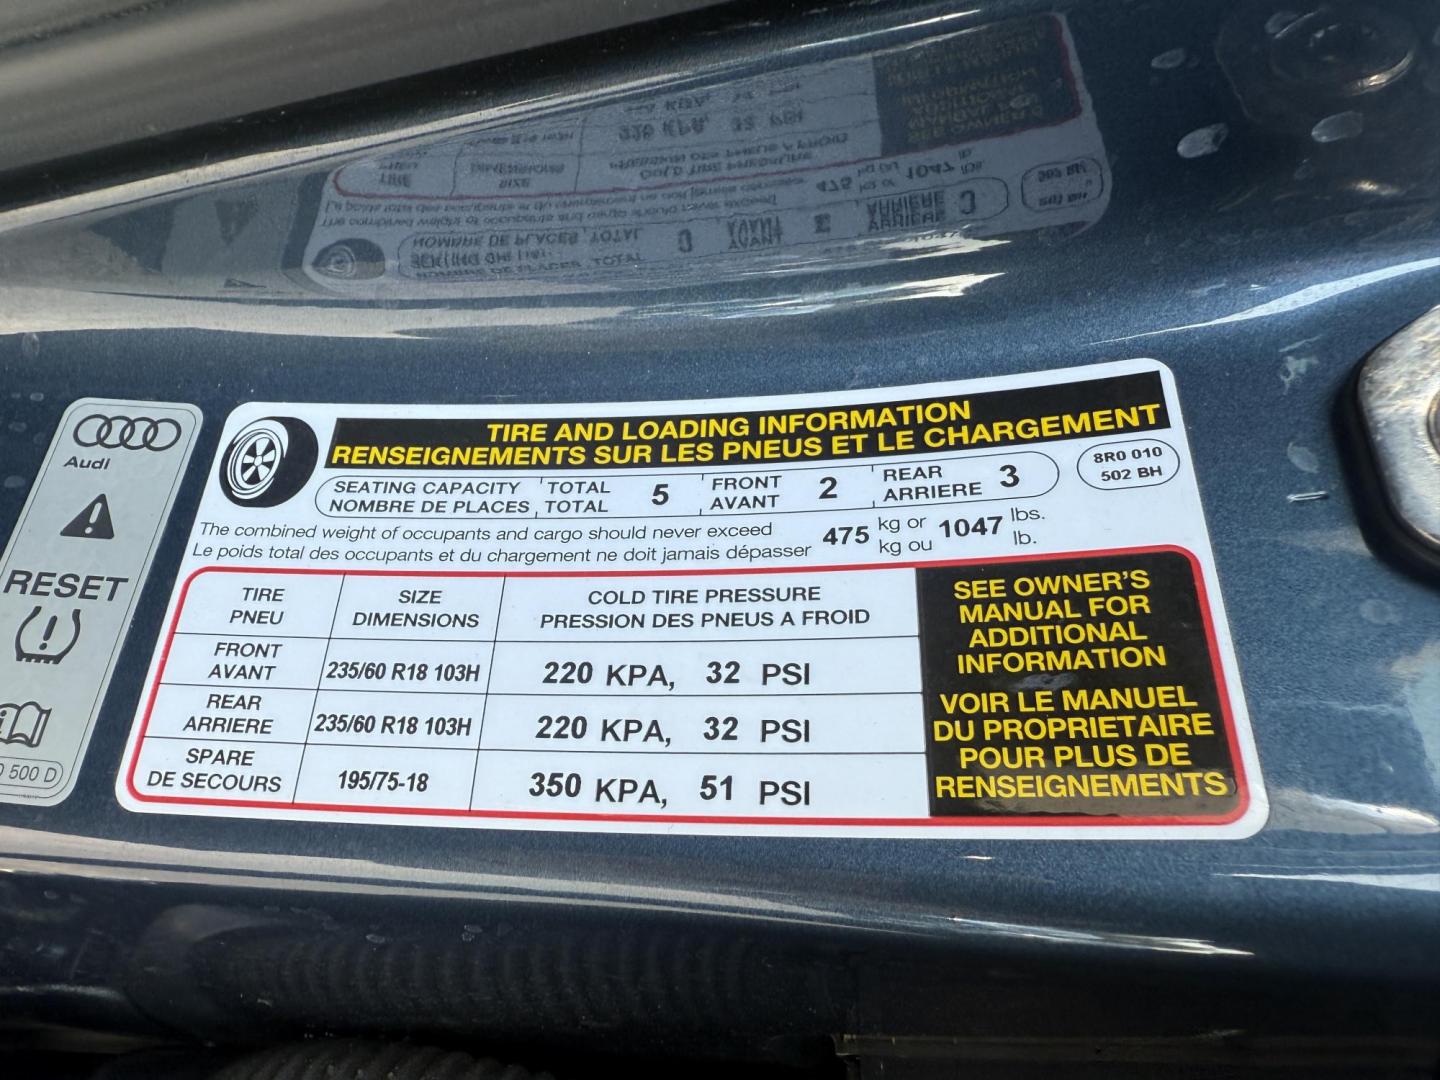 Audi
RESET
0 500 D
TIRE AND LOADING INFORMATION
RENSEIGNEMENTS SUR LES PNEUS ET LE CHARGEMENT
SEATING CAPACITY TOTAL 5 FRONT 2 REAR 3
NOMBRE DE PLACES TOTAL AVANT ARRIERE
8R0 010
502 BH
The combined weight of occupants and cargo should never exceed 475 kg or 1047 lbs.
Le poids total des occupants et du chargement ne doit jamais dépasser kg ou lb.
TIRE SIZE COLD TIRE PRESSURE
PNEU DIMENSIONS PRESSION DES PNEUS A FROID
FRONT
AVANT 235/60 R18 103H 220 KPA, 32 PSI
REAR
ARRIERE 235/60 R18 103H 220 KPA, 32 PSI
SPARE
DE SECOURS 195/75-18 350 KPA, 51 PSI
SEE OWNER'S
MANUAL FOR
ADDITIONAL
INFORMATION
VOIR LE MANUEL
DU PROPRIETAIRE
POUR PLUS DE
RENSEIGNEMENTS